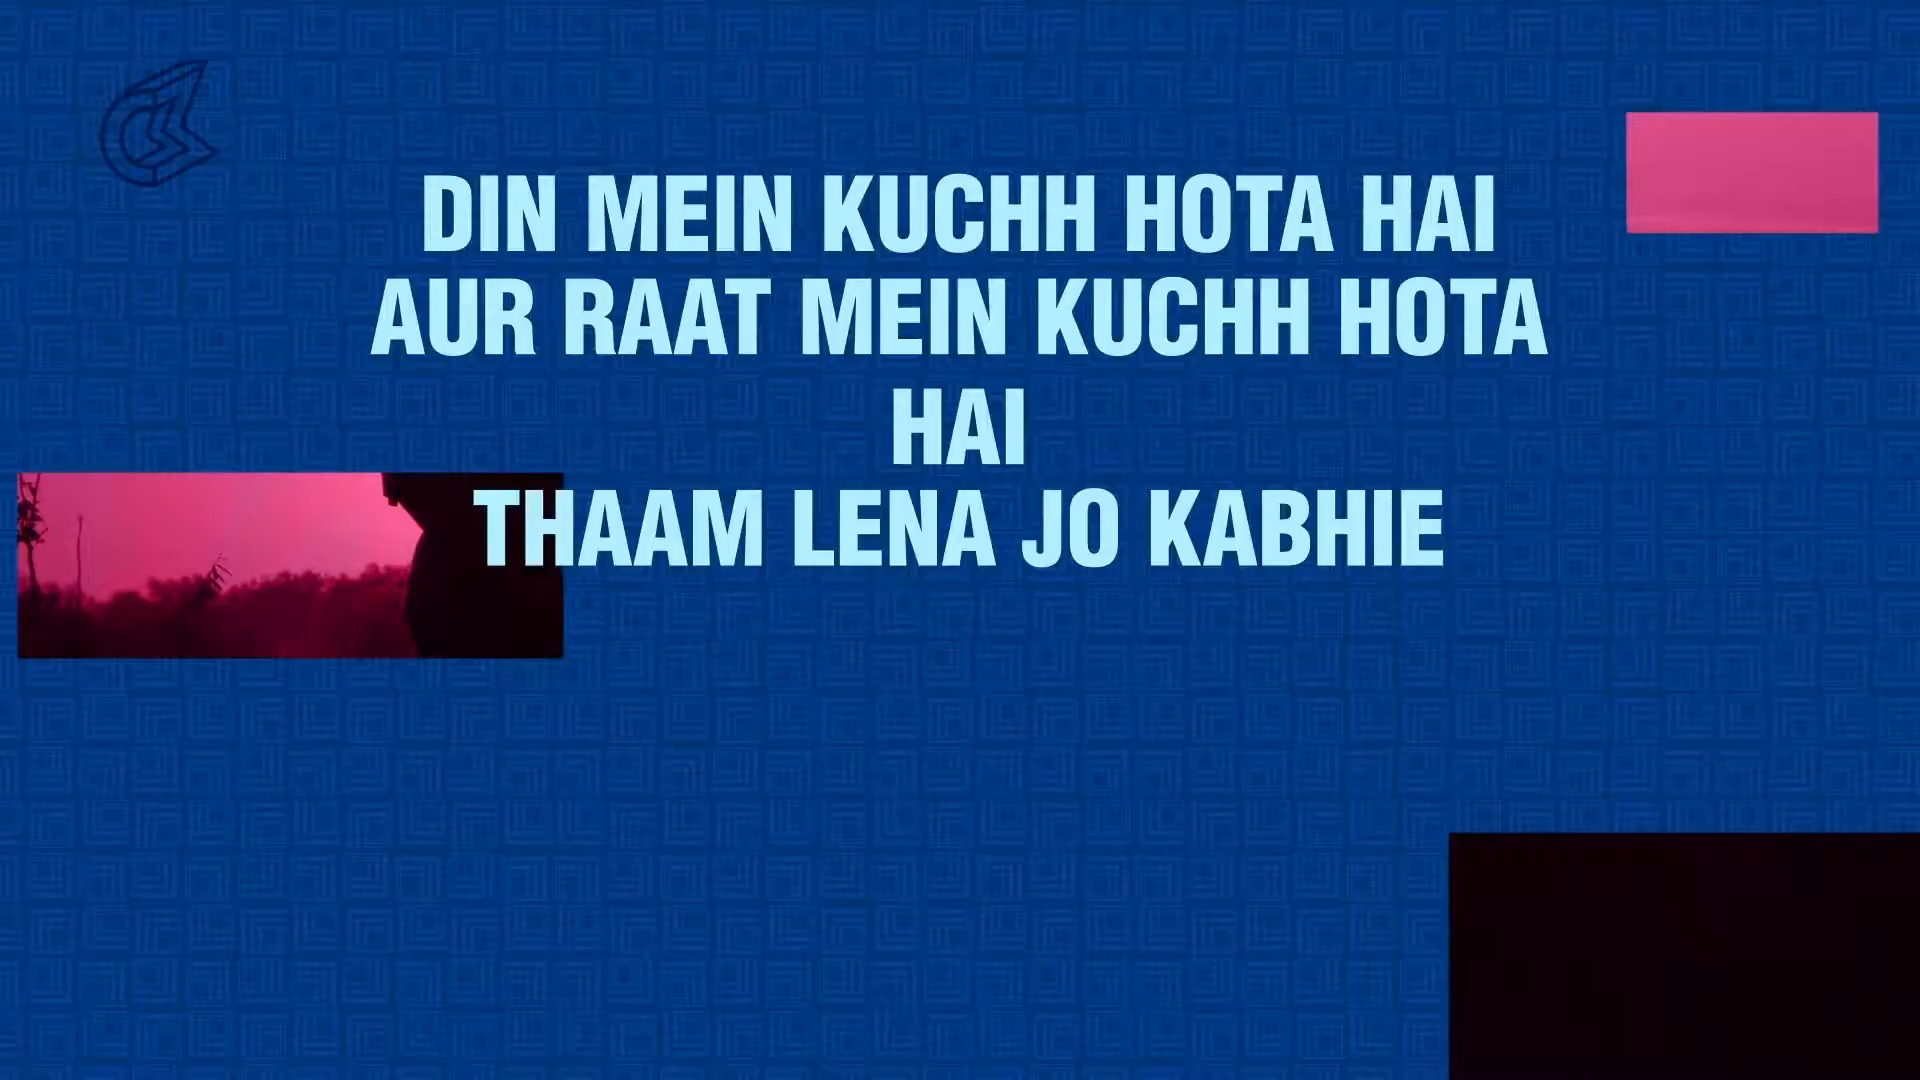 DIN MEIN KUCHH HOTA HAI
AUR RAAT MEIN KUCHH HOTA
HAI
THAAM LENA JO KABHIE